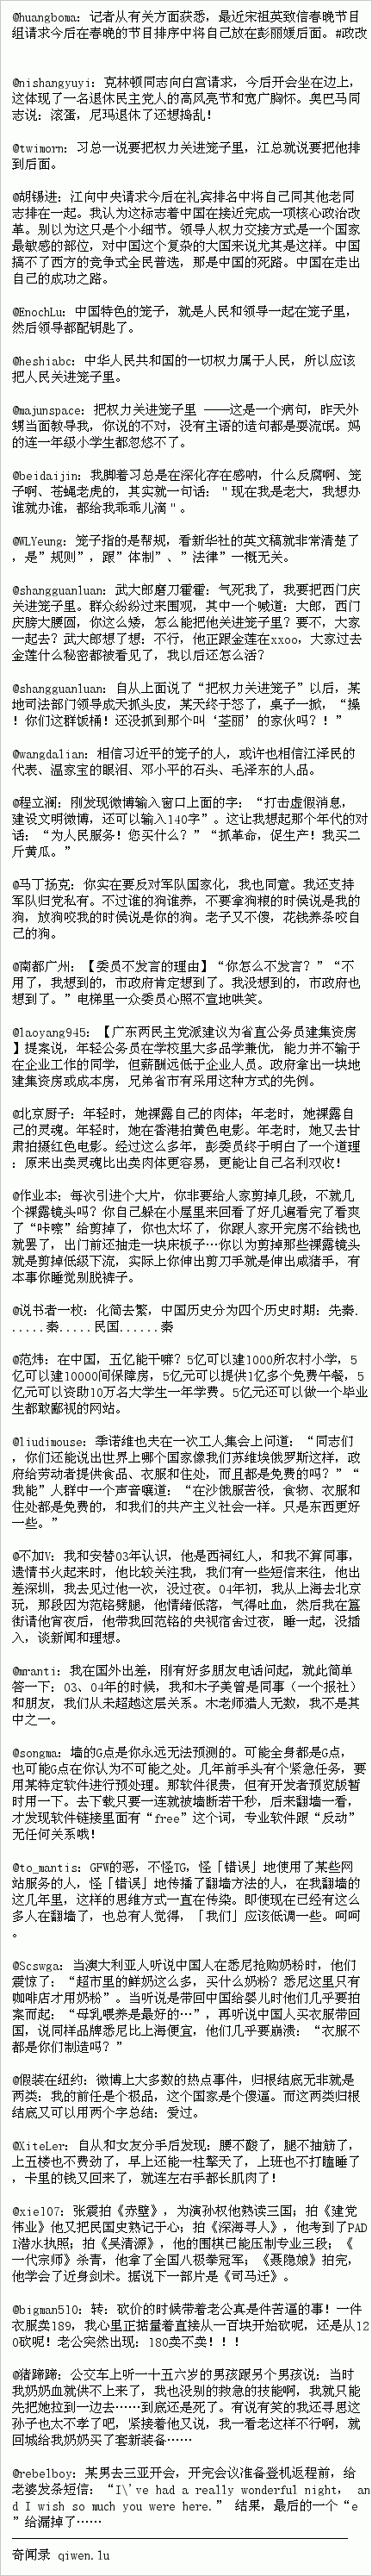 @huangboma: 记者从有关方面获悉，最近宋祖英致信春晚节目
组请求今后在春晚的节目排序中将自己放在彭丽媛后面。#政改
@nishangyuyi: 克林顿同志向白宫请求，今后开会坐在边上，
这体现了一名退休民主党人的高风亮节和宽广胸怀。奥巴马同
志说：滚蛋，尼玛退休了还想捣乱！
@twimorn: 习总一说要把权力关进笼子里，江总就说要把他排
到后面。
@胡锡进: 江向中央请求今后在礼宾排名中将自己同其他老同
志排在一起。我认为这标志着中国在接近完成一项核心政治改
革。别以为这只是个小细节。领导人权力交接方式是一个国家
最敏感的部位，对中国这个复杂的大国来说尤其是这样。中国
搞不了西方的竞争式全民普选，那是中国的死路。中国在走出
自己的成功之路。
@EnochLu: 中国特色的笼子，就是人民和领导一起在笼子里，
然后领导都配钥匙了。
@heshiabc: 中华人民共和国的一切权力属于人民，所以应该
把人民关进笼子里。
@majunspace: 把权力关进笼子里 ——这是一个病句，昨天外
甥当面教导我，你说的不对，没有主语的造句都是耍流氓。妈
的连一年级小学生都忽悠不了。
@beidaijin: 我脚着习总是在深化存在感呐，什么反腐啊、笼
子啊、苍蝇老虎的，其实就一句话： "现在我是老大，我想办
谁就办谁，都给我乖乖儿滴"。
@WLYeung: 笼子指的是帮规，看新华社的英文稿就非常清楚了
，是”规则”，跟”体制”、”法律”一概无关。
@shangguanluan: 武大郎磨刀霍霍：气死我了，我要把西门庆
关进笼子里。群众纷纷过来围观，其中一个喊道：大郎，西门
庆膀大腰圆，你这么矮，怎么能把他关进笼子里？要不，大家
一起去？武大郎想了想：不行，他正跟金莲在xxoo，大家过去
金莲什么秘密都被看见了，我以后还怎么活？
@shangguanluan: 自从上面说了“把权力关进笼子”以后，某
地司法部门领导成天抓头皮，某天终于怒了，桌子一掀，“操
！你们这群饭桶！还没抓到那个叫‘荃丽’的家伙吗？！”
@wangdalian: 相信习近平的笼子的人，或许也相信江泽民的
代表、温家宝的眼泪、邓小平的石头、毛泽东的人品。
@程立澜: 刚发现微博输入窗口上面的字：“打击虚假消息，
建设文明微博，还可以输入140字”。这让我想起那个年代的对
话：“为人民服务！您买什么？”“抓革命，促生产！我买二
斤黄瓜。”
@马丁扬克: 你实在要反对军队国家化，我也同意。我还支持
军队归党私有。不过谁的狗谁养，不要拿狗粮的时侯说是我的
狗，放狗咬我的时侯说是你的狗。老子又不傻，花钱养条咬自
己的狗。
@南都广州: 【委员不发言的理由】“你怎么不发言？”“不
用了，我想到的，市政府肯定想到了。我没想到的，市政府也
想到了。”电梯里一众委员心照不宣地哄笑。
@laoyang945: 【广东两民主党派建议为省直公务员建集资房
】提案说，年轻公务员在学校里大多品学兼优，能力并不输于
在企业工作的同学，但薪酬远低于企业人员。政府拿出一块地
建集资房或成本房，兄弟省市有采用这种方式的先例。
@北京厨子: 年轻时，她裸露自己的肉体；年老时，她裸露自
己的灵魂。年轻时，她在香港拍黄色电影。年老时，她又去甘
肃拍摄红色电影。经过这么多年，彭委员终于明白了一个道理
：原来出卖灵魂比出卖肉体更容易，更能让自己名利双收！
@作业本: 每次引进个大片，你非要给人家剪掉几段，不就几
个裸露镜头吗？你自己躲在小屋里来回看了好几遍看完了看爽
了“咔嚓”给剪掉了，你也太坏了，你跟人家开完房不给钱也
就罢了，出门前还抽走一块床板子…你以为剪掉那些裸露镜头
就是剪掉低级下流，实际上你伸出剪刀手就是伸出咸猪手，有
本事你睡觉别脱裤子。
@说书者一枚: 化简去繁，中国历史分为四个历史时期：先秦.
.....秦.....民国......秦
@范炜: 在中国，五亿能干嘛？5亿可以建1000所农村小学，5
亿可以建10000间保障房，5亿元可以提供1亿多个免费午餐，5
亿元可以资助10万名大学生一年学费。5亿元还可以做一个毕业
生都敢鄙视的网站。
@liudimouse: 季诺维也夫在一次工人集会上问道：“同志们
，你们还能说出世界上哪个国家像我们苏维埃俄罗斯这样，政
府给劳动者提供食品、衣服和住处，而且都是免费的吗？”“
我能”人群中一个声音嚷道：“在沙俄服苦役，食物、衣服和
住处都是免费的，和我们的共产主义社会一样。只是东西更好
一些。”
@不加V: 我和安替03年认识，他是西祠红人，和我不算同事，
遗情书火起来时，他比较关注我，我们有一些短信来往，他出
差深圳，我去见过他一次，没过夜。04年初，我从上海去北京
玩，那段因为范铭劈腿，他情绪低落，气得吐血，然后我在簋
街请他宵夜后，他带我回范铭的央视宿舍过夜，睡一起，没插
入，谈新闻和理想。
@mranti: 我在国外出差，刚有好多朋友电话问起，就此简单
答一下：03、04年的时候，我和木子美曾是同事（一个报社）
和朋友，我们从未超越这层关系。木老师猎人无数，我不是其
中之一。
@songma: 墙的G点是你永远无法预测的。可能全身都是G点，
也可能G点在你认为不可能之处。几年前手头有个紧急任务，要
用某特定软件进行预处理。那软件很贵，但有开发者预览版暂
时用一下。去下载只要一连就被墙断若干秒，后来翻墙一看，
才发现软件链接里面有“free”这个词，专业软件跟“反动”
无任何关系哦！
@to_mantis: GFW的恶，不怪TG，怪「错误」地使用了某些网
站服务的人，怪「错误」地传播了翻墙方法的人，在我翻墙的
这几年里，这样的思维方式一直在传染。即使现在已经有这么
多人在翻墙了，也总有人觉得，「我们」应该低调一些。呵呵
。
@Scswga: 当澳大利亚人听说中国人在悉尼抢购奶粉时，他们
震惊了：“超市里的鲜奶这么多，买什么奶粉？悉尼这里只有
咖啡店才用奶粉”。当听说是带回中国给婴儿时他们几乎要拍
案而起：“母乳喂养是最好的…”，再听说中国人买衣服带回
国，说同样品牌悉尼比上海便宜，他们几乎要崩溃：“衣服不
都是你们制造吗？”
@假装在纽约: 微博上大多数的热点事件，归根结底无非就是
两类：我的前任是个极品，这个国家是个傻逼。而这两类归根
结底又可以用两个字总结：爱过。
@XiteLer: 自从和女友分手后发现：腰不酸了，腿不抽筋了，
上五楼也不费劲了，早上还能一柱擎天了，上班也不打瞌睡了
，卡里的钱又回来了，就连左右手都长肌肉了！
@xiel07: 张震拍《赤壁》，为演孙权他熟读三国；拍《建党
伟业》他又把民国史熟记于心；拍《深海寻人》，他考到了PAD
I潜水执照；拍《吴清源》，他的围棋已能压制专业三段；《
一代宗师》杀青，他拿了全国八极拳冠军；《聂隐娘》拍完，
他学会了近身剑术。据说下一部片是《司马迁》。
@bigman510: 转：砍价的时候带着老公真是件苦逼的事！一件
衣服卖189，我心里正掂量着直接从一百块开始砍呢，还是从12
0砍呢！老公突然出现：180卖不卖！！！
@猪蹄蹄: 公交车上听一十五六岁的男孩跟另个男孩说：当时
我奶奶血就供不上来了，我也没别的救急的技能啊，我就只能
先把她拉到一边去……到底还是死了。有说有笑的我还寻思这
孙子也太不孝了吧，紧接着他又说，我一看老这样不行啊，就
回城给我奶奶买了套新装备……
@rebelboy: 某男去三亚开会，开完会议准备登机返程前，给
老婆发条短信：“I\'ve had a really wonderful night， an
d I wish so much you were here.” 结果，最后的一个“e
”给漏掉了……
奇闻录 qiwen.lu